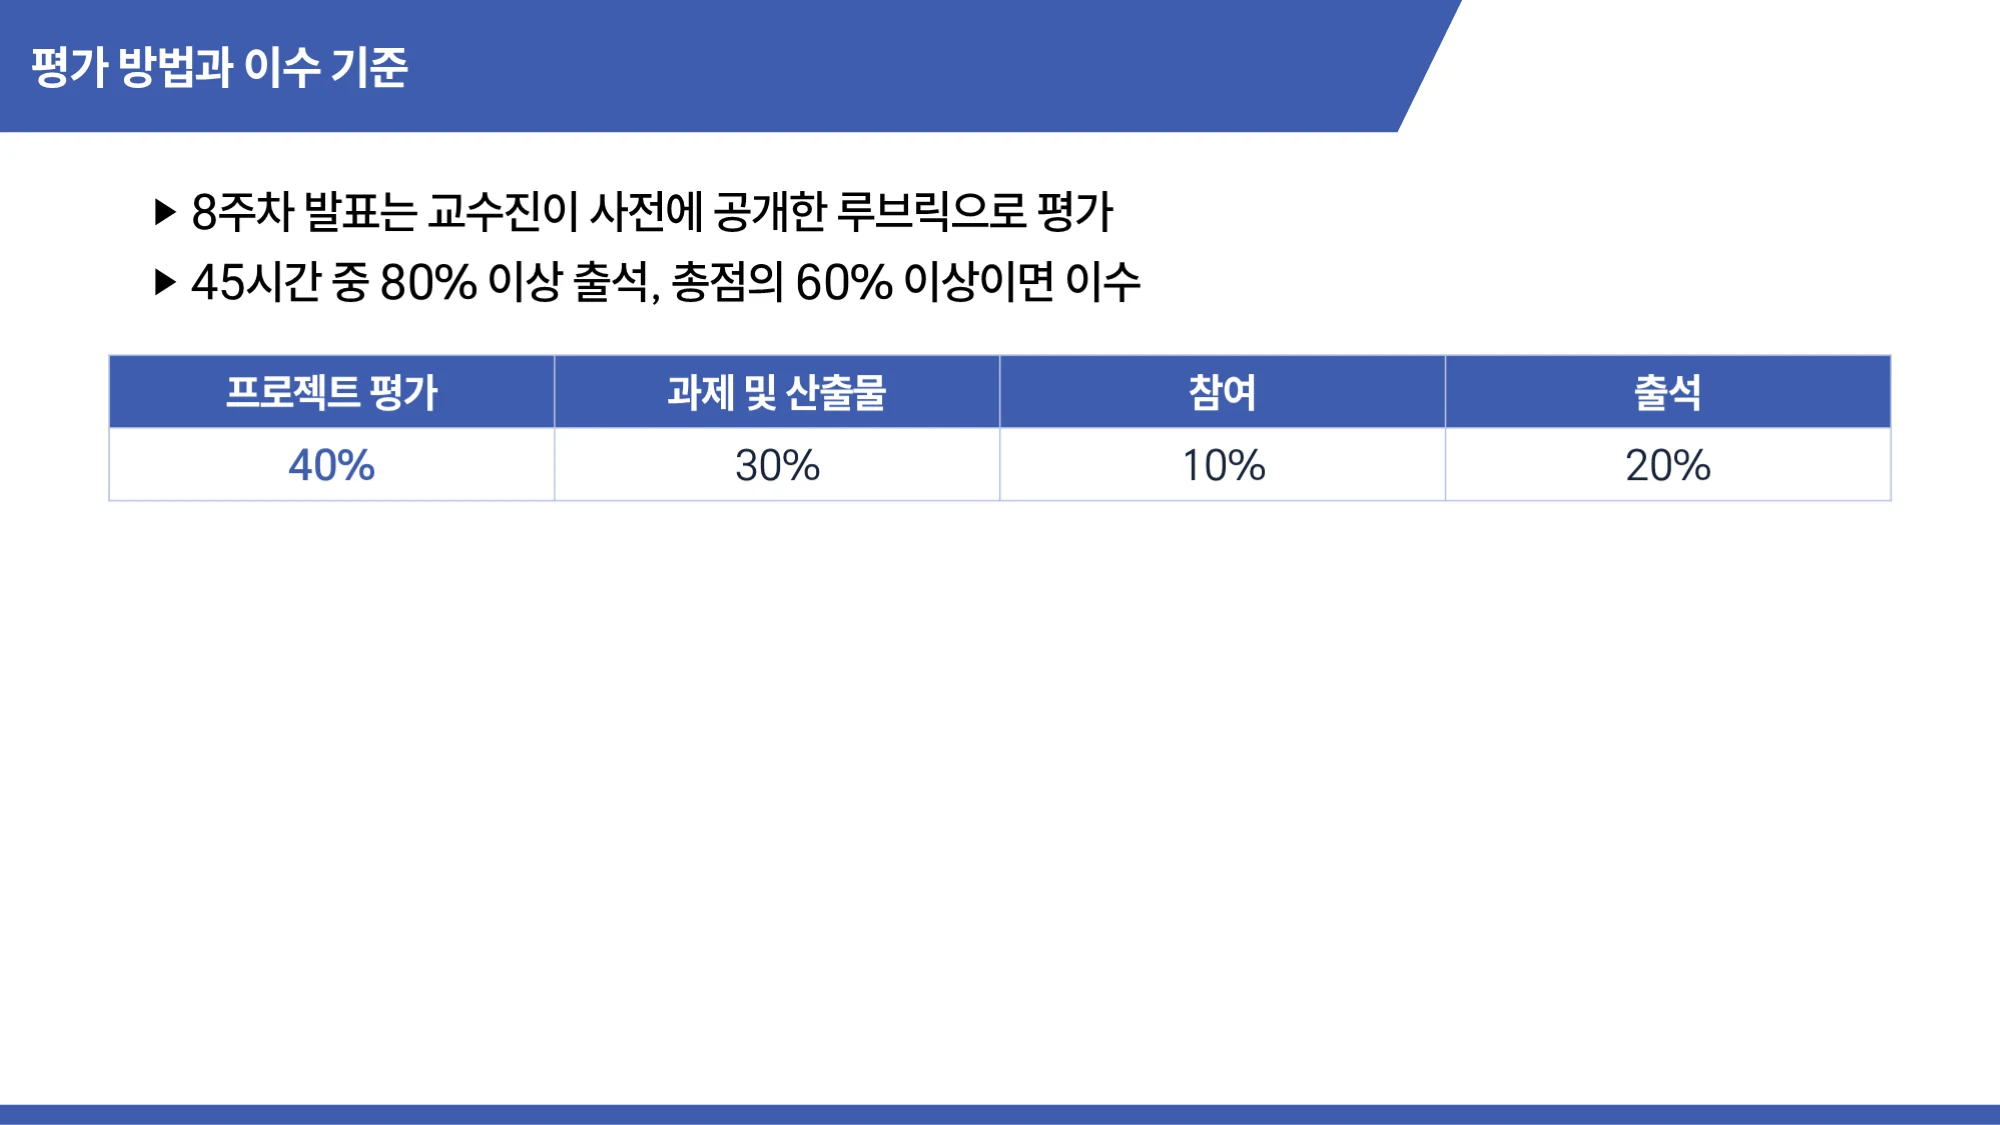 평가 방법과 이수 기준
▶ 8주차 발표는 교수진이 사전에 공개한 루브릭으로 평가
▶ 45시간 중 80% 이상 출석, 총점의 60% 이상이면 이수
프로젝트 평가 과제 및 산출물 참여 출석
40% 30% 10% 20%